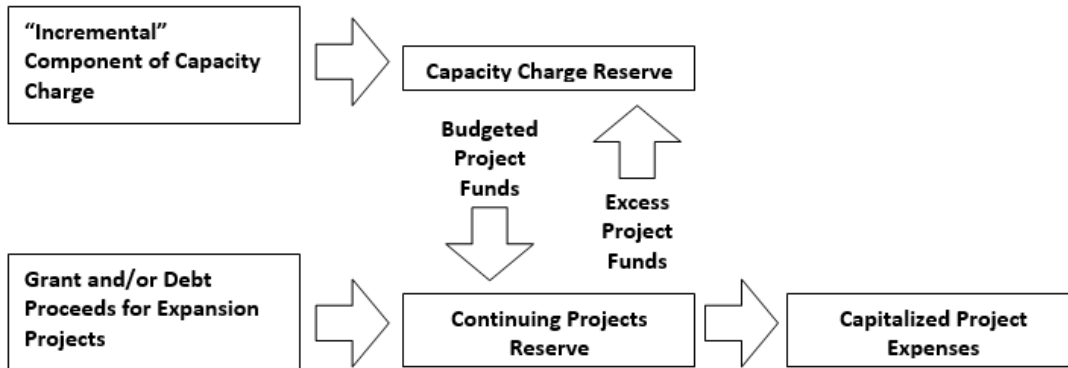 “Incremental”
Component of Capacity
Charge
Capacity Charge Reserve
Budgeted
Project
Funds
Excess
Project
Funds
Grant and/or Debt
Proceeds for Expansion
Projects
Continuing Projects
Reserve
Capitalized Project
Expenses